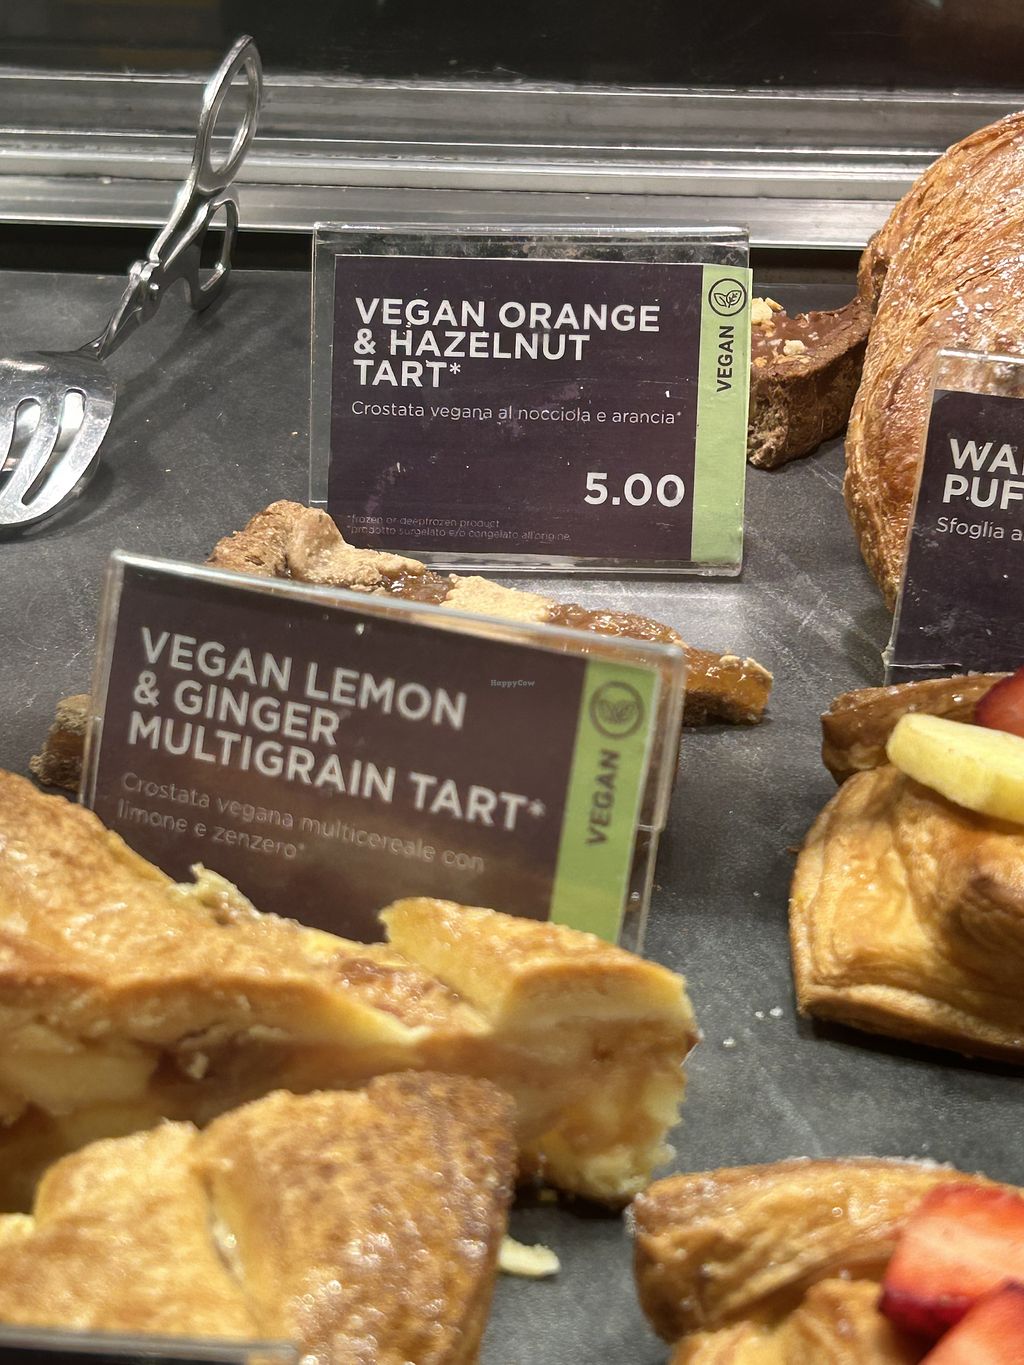 VEGAN ORANGE
& HAZELNUT
TART*
Crostata vegana al nocciola e arancia*
5.00
*frozen or deepfrozen product
*prodotto surgelato e/o congelato all'origine.
VEGAN
WA
PUF
Sfoglia a
VEGAN LEMON
& GINGER
MULTIGRAIN TART*
Crostata vegana multicereale con
limone e zenzero*
VEGAN
HappyCow